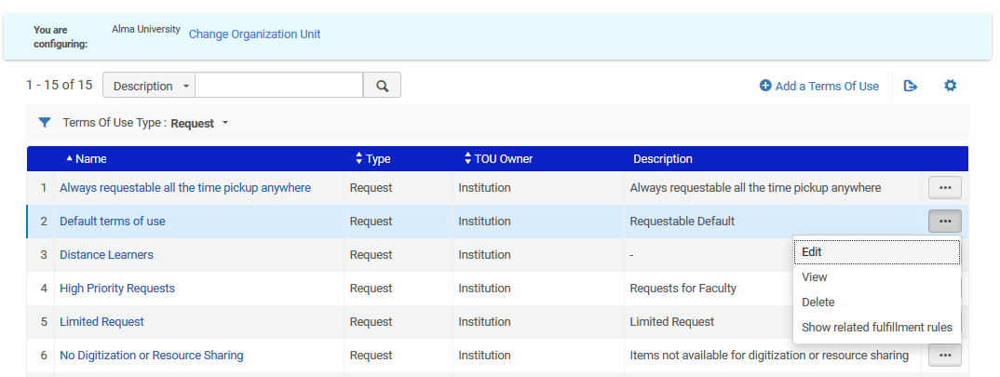 You are configuring: Alma University Change Organization Unit
1 - 15 of 15 Description Add a Terms Of Use
Terms Of Use Type : Request
Name Type TOU Owner Description
1 Always requestable all the time pickup anywhere Request Institution Always requestable all the time pickup anywhere
2 Default terms of use Request Institution Requestable Default
3 Distance Learners Request Institution -
Edit
4 High Priority Requests Request Institution Requests for Faculty
View
Delete
5 Limited Request Request Institution Limited Request
Show related fulfillment rules
6 No Digitization or Resource Sharing Request Institution Items not available for digitization or resource sharing